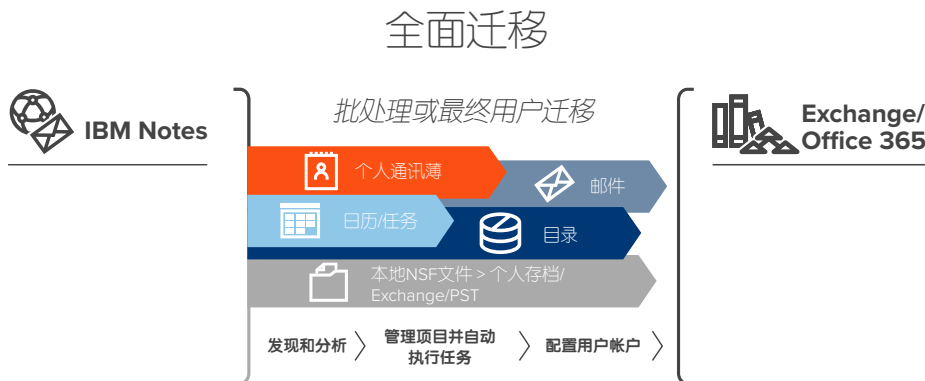 全面迁移
IBM Notes
批处理或最终用户迁移
个人通讯薄
邮件
日历/任务
目录
本地NSF文件 > 个人存档/
Exchange/PST
发现和分析
管理项目并自动
执行任务
配置用户帐户
Exchange/
Office 365